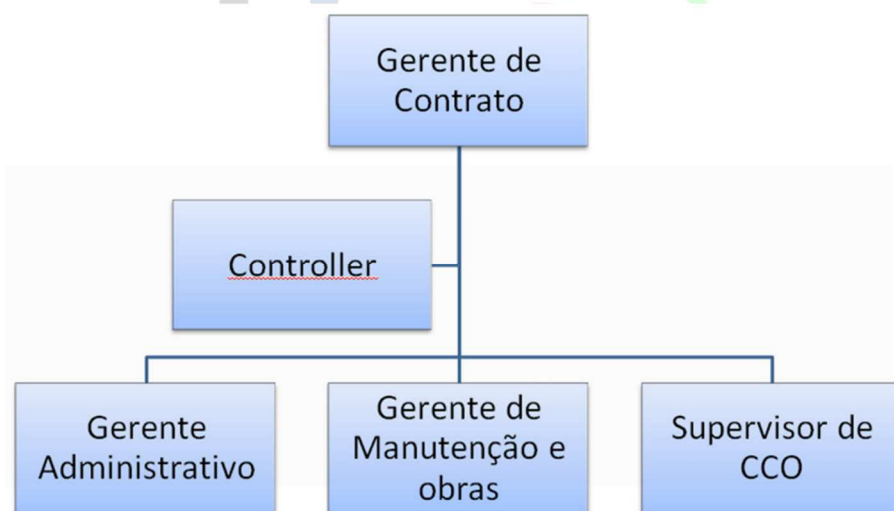 Gerente de
Contrato
Controller
Gerente
Administrativo
Gerente de
Manutenção e
obras
Supervisor de
CCO